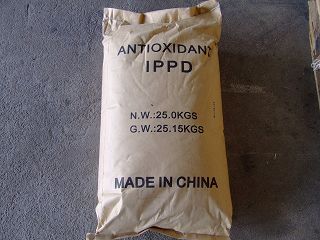 ANTIOXIDANT
IPPD
N.W.:25.0KGS
G.W.:25.15KGS
MADE IN CHINA